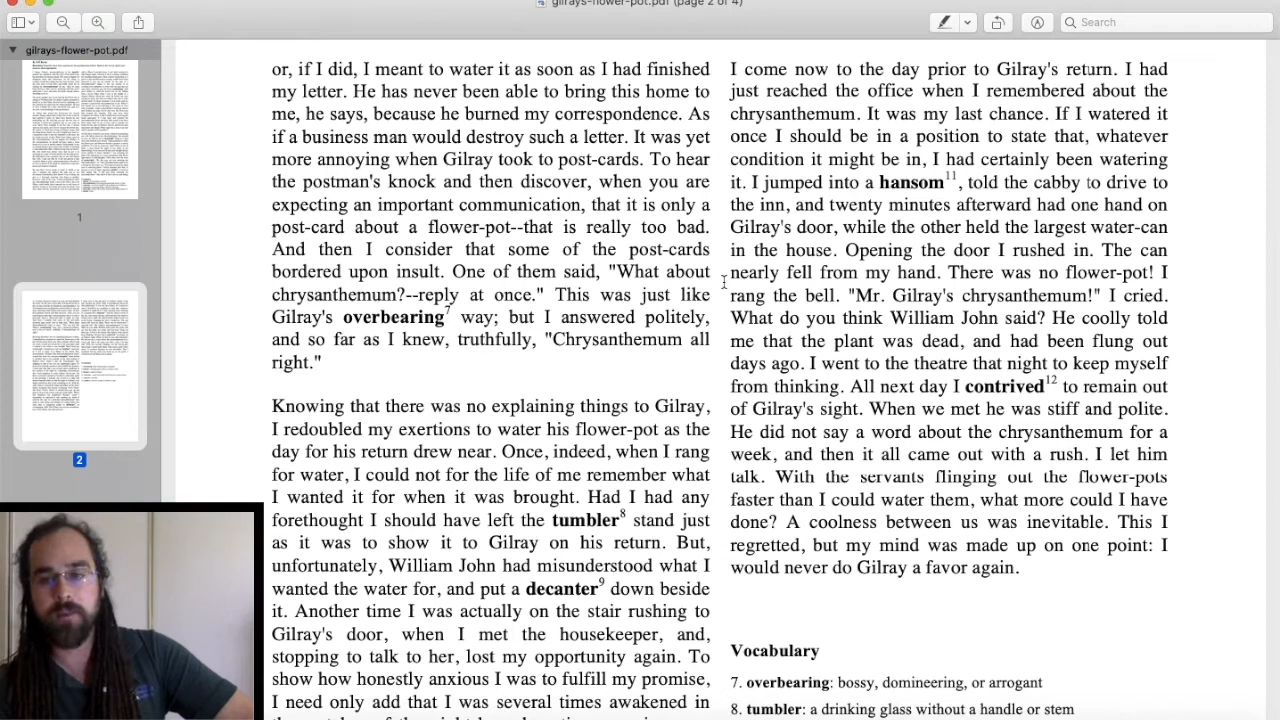 gilrays-flower-pot.pdf (page 2 of 4)
Search
gilrays-flower-pot.pdf
1
2
or, if I did, I meant to water it as soon as I had finished
my letter. He has never been able to bring this home to
me, he says, because he burned my correspondence. As
if a business man would destroy such a letter. It was yet
more annoying when Gilray took to post-cards. To hear
the postman's knock and then discover, when you are
expecting an important communication, that it is only a
post-card about a flower-pot--that is really too bad.
And then I consider that some of the post-cards
bordered upon insult. One of them said, "What about
chrysanthemum?--reply at once." This was just like
Gilray's overbearing⁷ way, but I answered politely,
and so far as I knew, truthfully, "Chrysanthemum all
right."
Knowing that there was no explaining things to Gilray,
I redoubled my exertions to water his flower-pot as the
day for his return drew near. Once, indeed, when I rang
for water, I could not for the life of me remember what
I wanted it for when it was brought. Had I had any
forethought I should have left the tumbler⁸ stand just
as it was to show it to Gilray on his return. But,
unfortunately, William John had misunderstood what I
wanted the water for, and put a decanter⁹ down beside
it. Another time I was actually on the stair rushing to
Gilray's door, when I met the housekeeper, and,
stopping to talk to her, lost my opportunity again. To
show how honestly anxious I was to fulfill my promise,
I need only add that I was several times awakened in
I come now to the day prior to Gilray's return. I had
just reached the office when I remembered about the
chrysanthemum. It was my last chance. If I watered it
once I should be in a position to state that, whatever
condition it might be in, I had certainly been watering
it. I jumped into a hansom¹¹, told the cabby to drive to
the inn, and twenty minutes afterward had one hand on
Gilray's door, while the other held the largest water-can
in the house. Opening the door I rushed in. The can
nearly fell from my hand. There was no flower-pot! I
rang the bell. "Mr. Gilray's chrysanthemum!" I cried.
What do you think William John said? He coolly told
me that the plant was dead, and had been flung out
days ago. I went to the theatre that night to keep myself
from thinking. All next day I contrived¹² to remain out
of Gilray's sight. When we met he was stiff and polite.
He did not say a word about the chrysanthemum for a
week, and then it all came out with a rush. I let him
talk. With the servants flinging out the flower-pots
faster than I could water them, what more could I have
done? A coolness between us was inevitable. This I
regretted, but my mind was made up on one point: I
would never do Gilray a favor again.
Vocabulary
7. overbearing: bossy, domineering, or arrogant
8. tumbler: a drinking glass without a handle or stem